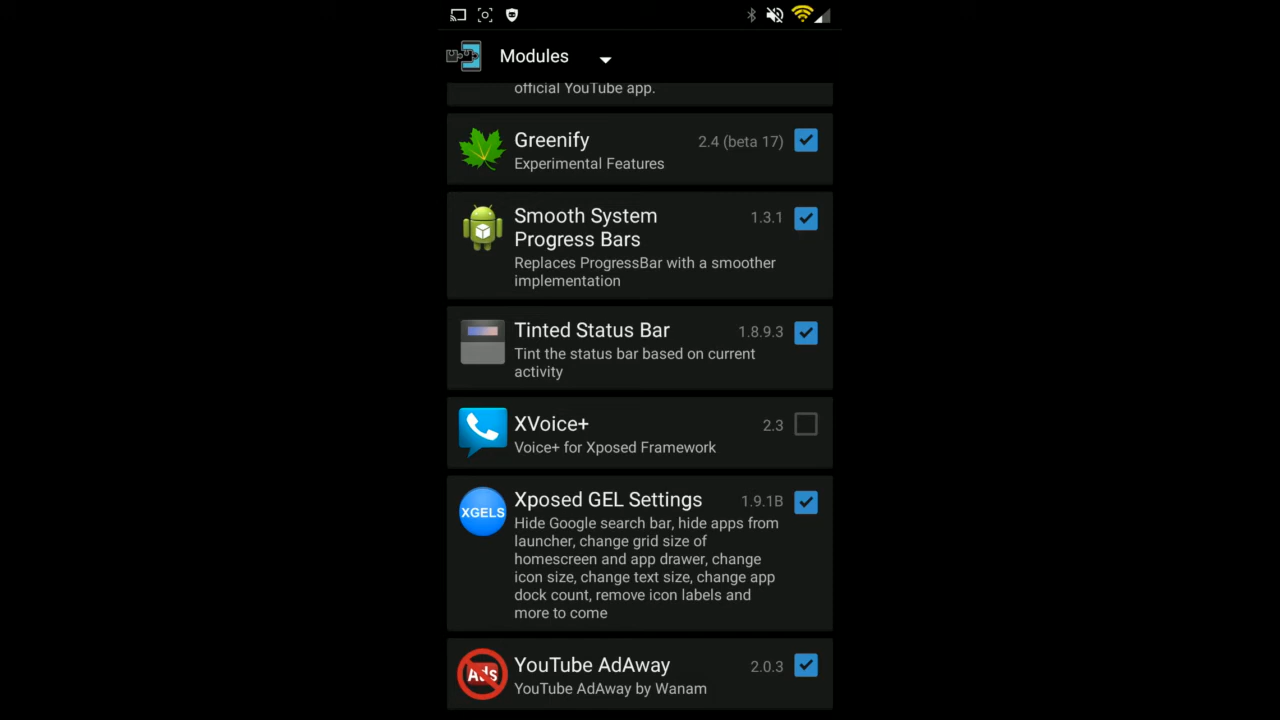 Modules
official YouTube app.
Greenify 2.4 (beta 17)
Experimental Features
Smooth System 1.3.1
Progress Bars
Replaces ProgressBar with a smoother
implementation
Tinted Status Bar 1.8.9.3
Tint the status bar based on current
activity
XVoice+ 2.3
Voice+ for Xposed Framework
XGELS
Xposed GEL Settings 1.9.1B
Hide Google search bar, hide apps from
launcher, change grid size of
homescreen and app drawer, change
icon size, change text size, change app
dock count, remove icon labels and
more to come
Ads
YouTube AdAway 2.0.3
YouTube AdAway by Wanam